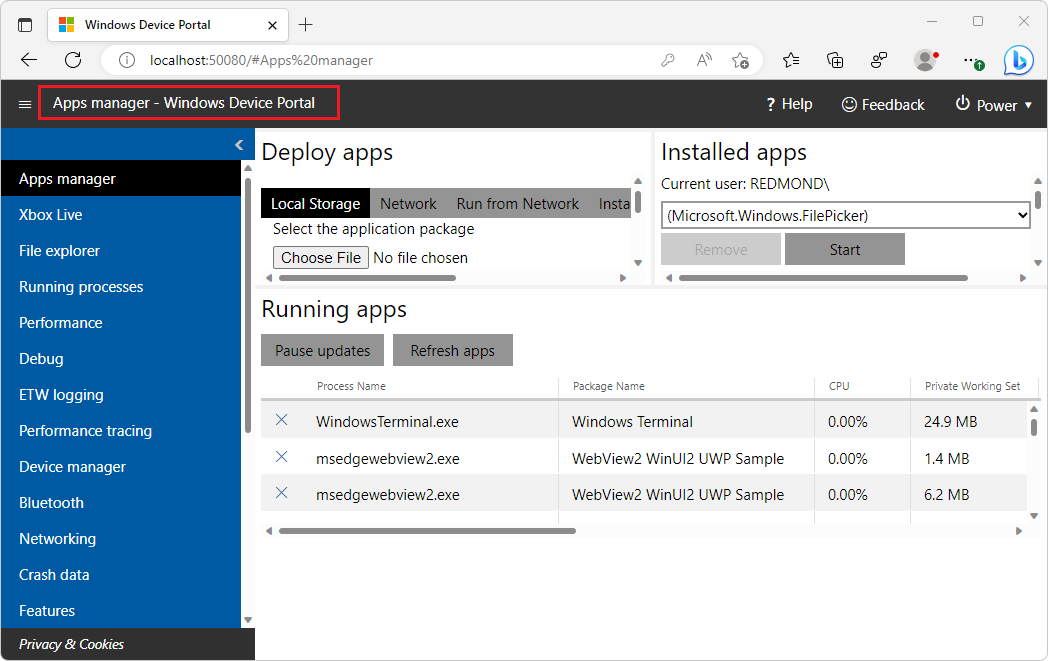 Windows Device Portal
localhost:50080/#Apps%20manager
Apps manager - Windows Device Portal
? Help
Feedback
Power
Apps manager
Xbox Live
File explorer
Running processes
Performance
Debug
ETW logging
Performance tracing
Device manager
Bluetooth
Networking
Crash data
Features
Privacy & Cookies
Deploy apps
Local Storage Network Run from Network Insta
Select the application package
Choose File No file chosen
Installed apps
Current user: REDMOND\
(Microsoft.Windows.FilePicker)
Remove Start
Running apps
Pause updates Refresh apps
Process Name Package Name CPU Private Working Set
WindowsTerminal.exe Windows Terminal 0.00% 24.9 MB
msedgewebview2.exe WebView2 WinUI2 UWP Sample 0.00% 1.4 MB
msedgewebview2.exe WebView2 WinUI2 UWP Sample 0.00% 6.2 MB